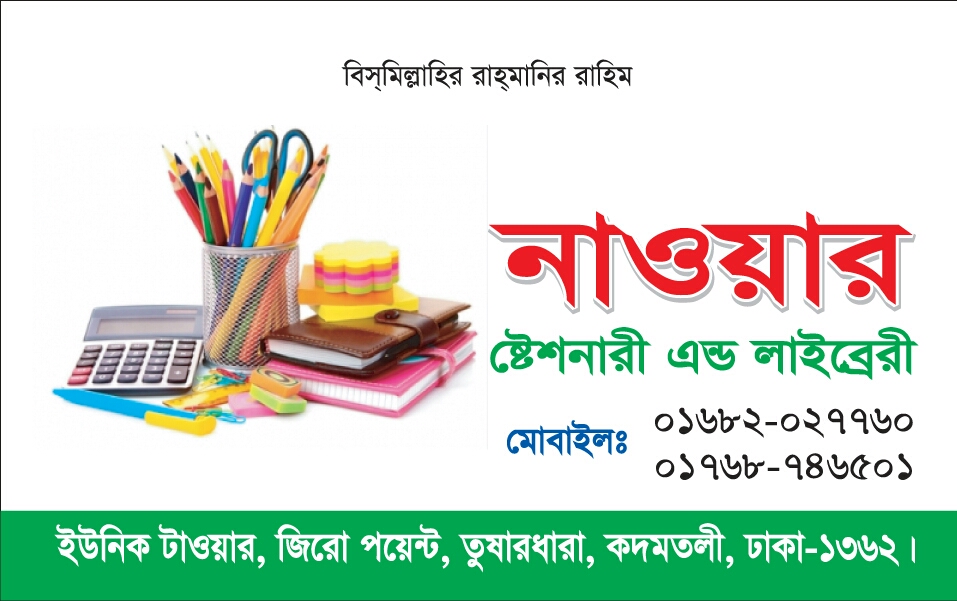 বিস্‌মিল্লাহির রাহ্‌মানির রাহিম
নাওয়ার
ষ্টেশনারী এন্ড লাইব্রেরী
মোবাইলঃ ০১৬৮২-০২৭৭৬০
০১৭৬৮-৭৪৬৫০১
ইউনিক টাওয়ার, জিরো পয়েন্ট, তুষারধারা, কদমতলী, ঢাকা-১৩৬২।